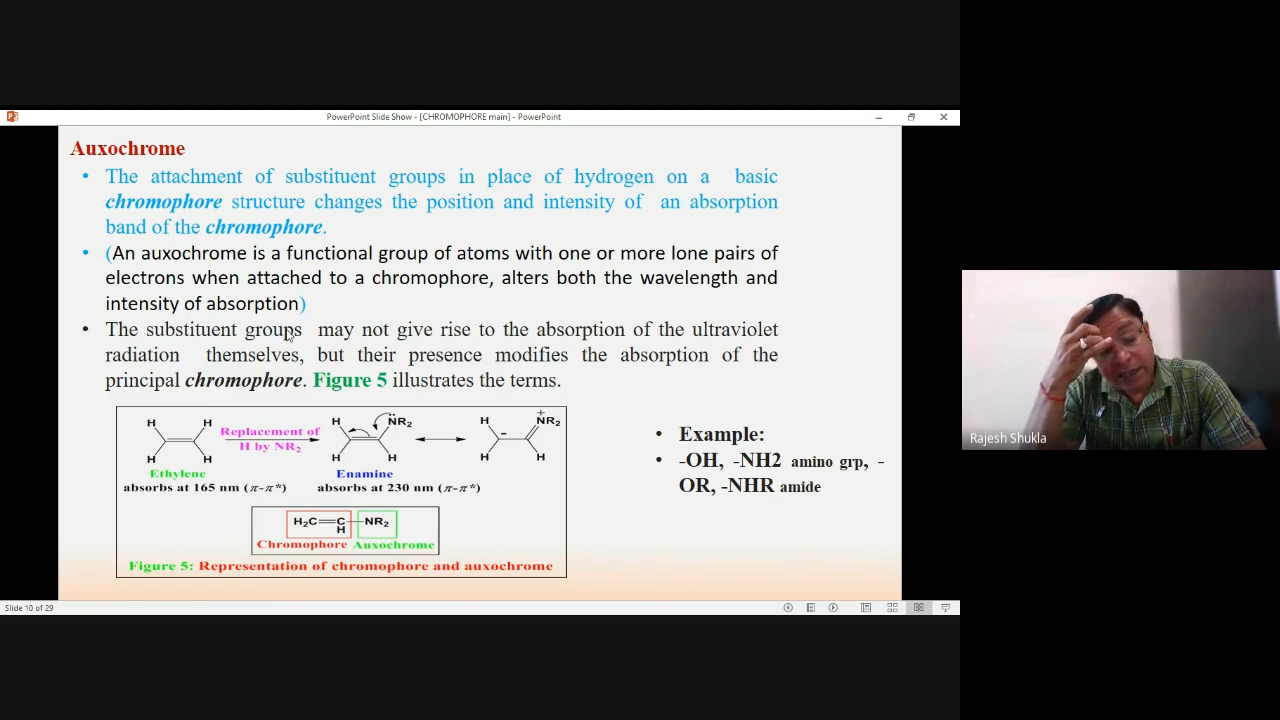 PowerPoint Slide Show - [CHROMOPHORE main] - PowerPoint
Auxochrome
• The attachment of substituent groups in place of hydrogen on a basic
chromophore structure changes the position and intensity of an absorption
band of the chromophore.
• (An auxochrome is a functional group of atoms with one or more lone pairs of
electrons when attached to a chromophore, alters both the wavelength and
intensity of absorption)
• The substituent groups may not give rise to the absorption of the ultraviolet
radiation themselves, but their presence modifies the absorption of the
principal chromophore. Figure 5 illustrates the terms.
H H H N̈R2 H + NR2
Replacement of
H by NR2
-
H H H H H H
Ethylene Enamine
absorbs at 165 nm (π-π*) absorbs at 230 nm (π-π*)
H2C=C-NR2
H
Chromophore Auxochrome
Figure 5: Representation of chromophore and auxochrome
• Example:
• -OH, -NH2 amino grp, -
OR, -NHR amide
Rajesh Shukla
Slide 10 of 29